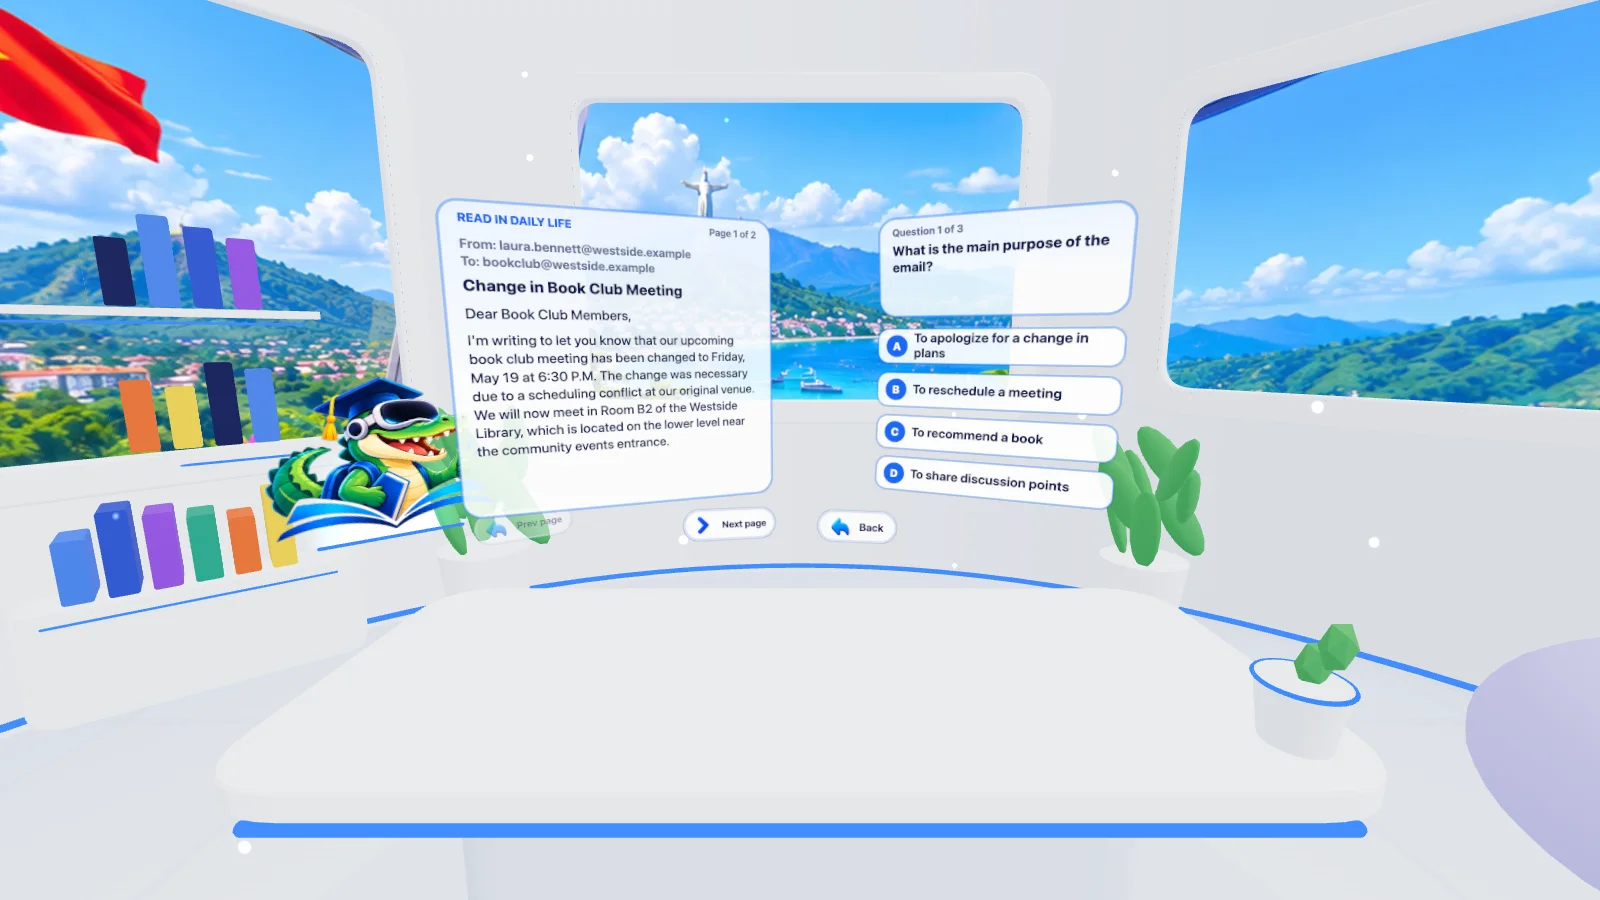 READ IN DAILY LIFE
Page 1 of 2
From: laura.bennett@westside.example
To: bookclub@westside.example
Change in Book Club Meeting
Dear Book Club Members,
I'm writing to let you know that our upcoming
book club meeting has been changed to Friday,
May 19 at 6:30 P.M. The change was necessary
due to a scheduling conflict at our original venue.
We will now meet in Room B2 of the Westside
Library, which is located on the lower level near
the community events entrance.
Prev page
Next page
Back
Question 1 of 3
What is the main purpose of the
email?
A To apologize for a change in
plans
B To reschedule a meeting
C To recommend a book
D To share discussion points